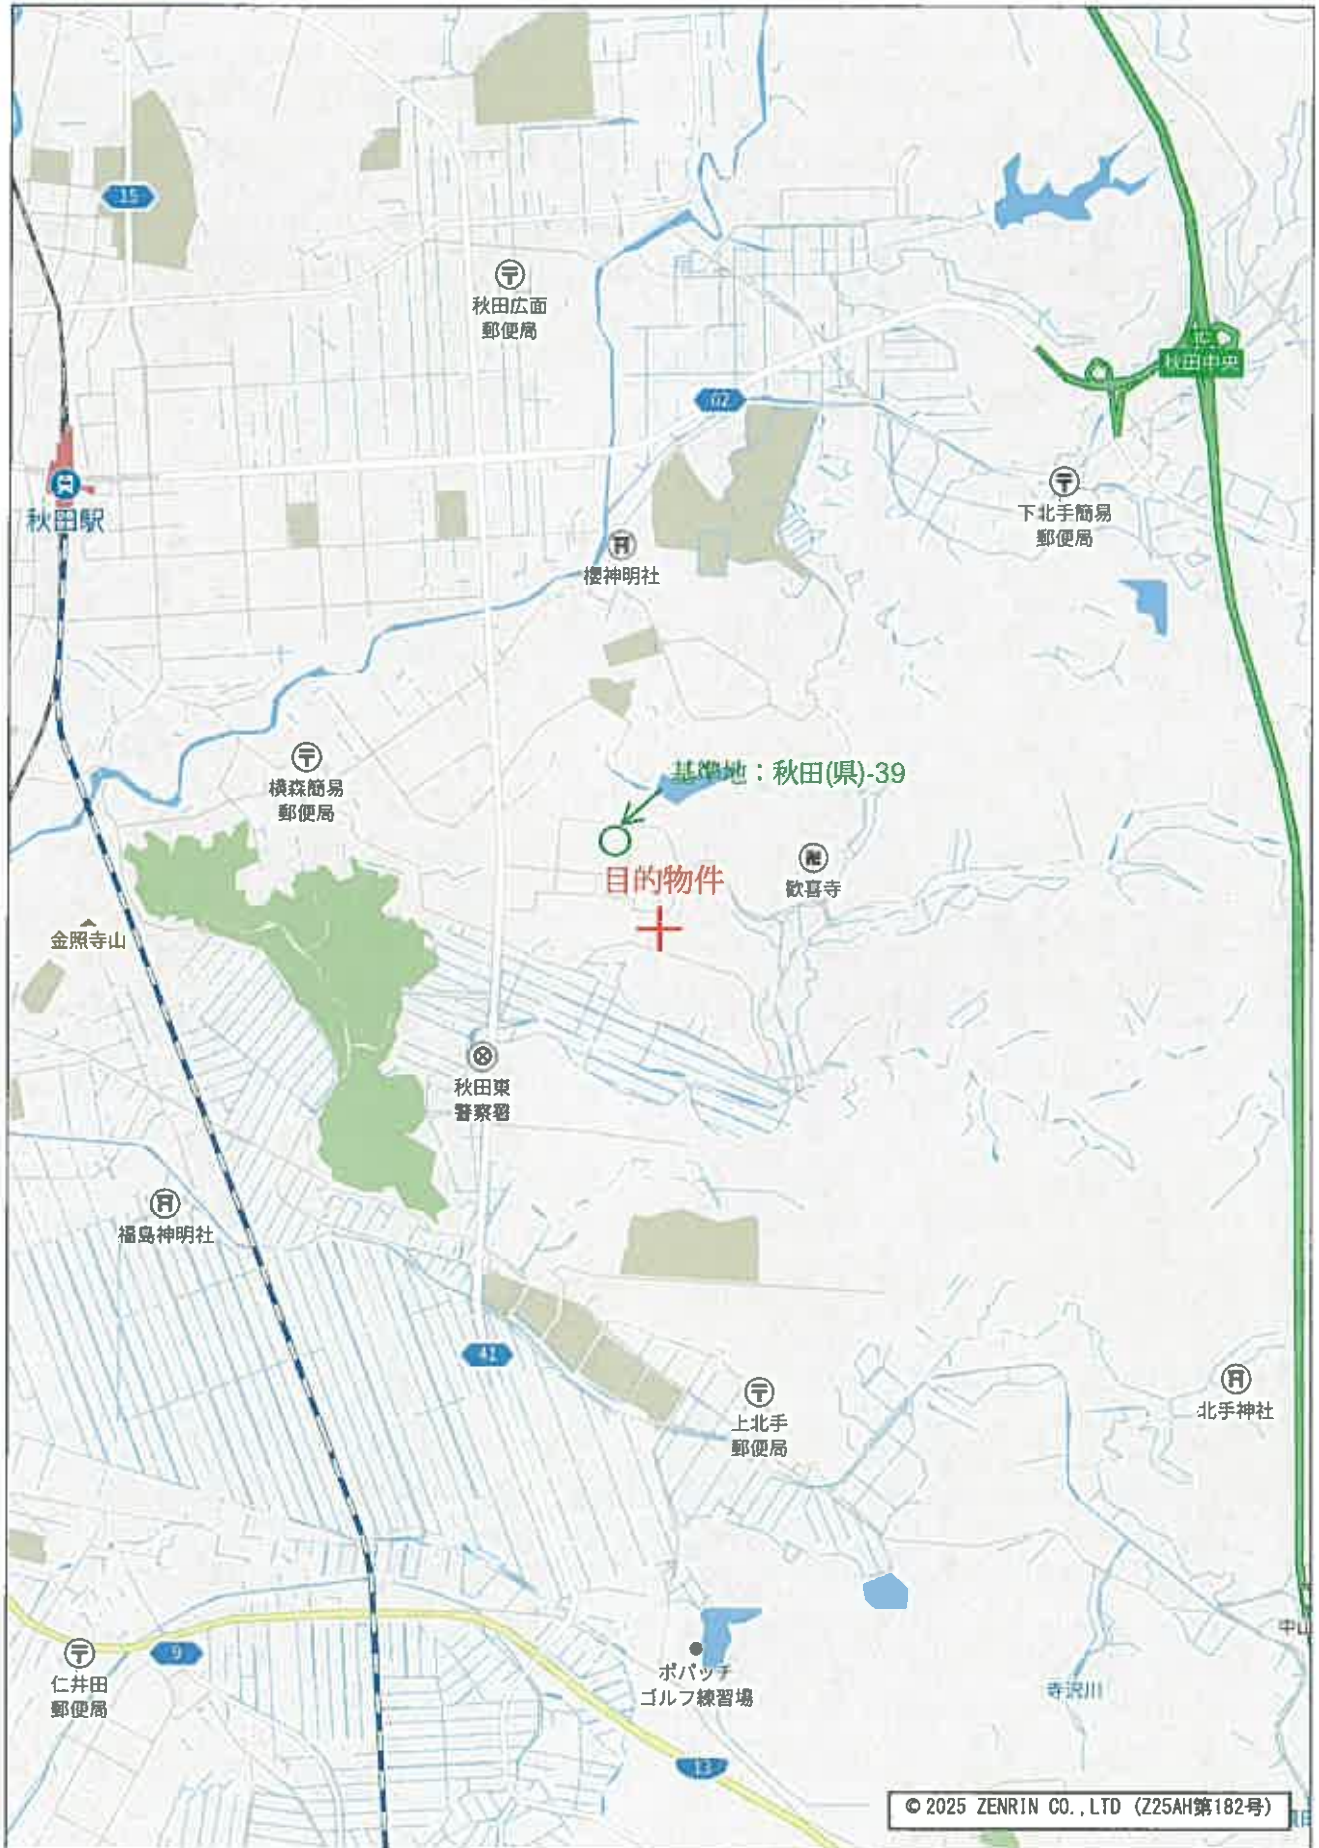 15
秋田広面
郵便局
IC
秋田中央
62
秋田駅
下北手簡易
郵便局
櫻神明社
基準地：秋田(県)-39
横森簡易
郵便局
目的物件
歓喜寺
金照寺山
秋田東
警察署
福島神明社
41
上北手
郵便局
北手神社
中山
9
仁井田
郵便局
ポパッチ
ゴルフ練習場
寺沢川
13
© 2025 ZENRIN CO., LTD (Z25AH第182号)